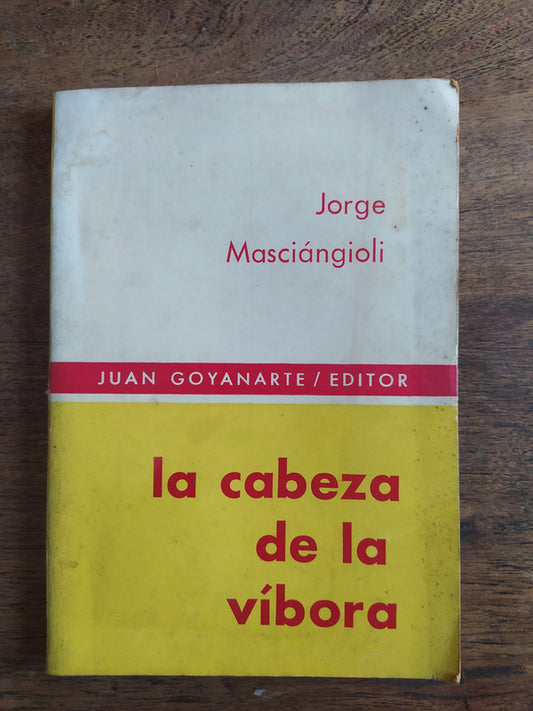 Jorge
Masciángioli
JUAN GOYANARTE / EDITOR
la cabeza
de la
víbora